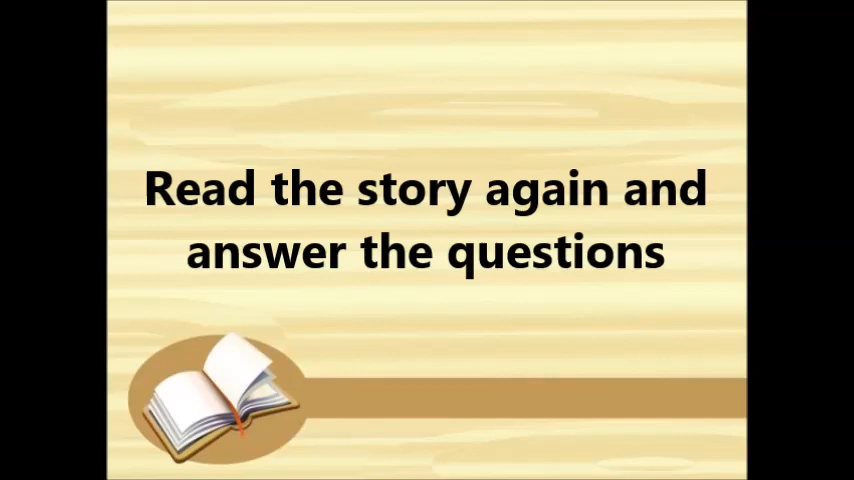 Read the story again and
answer the questions